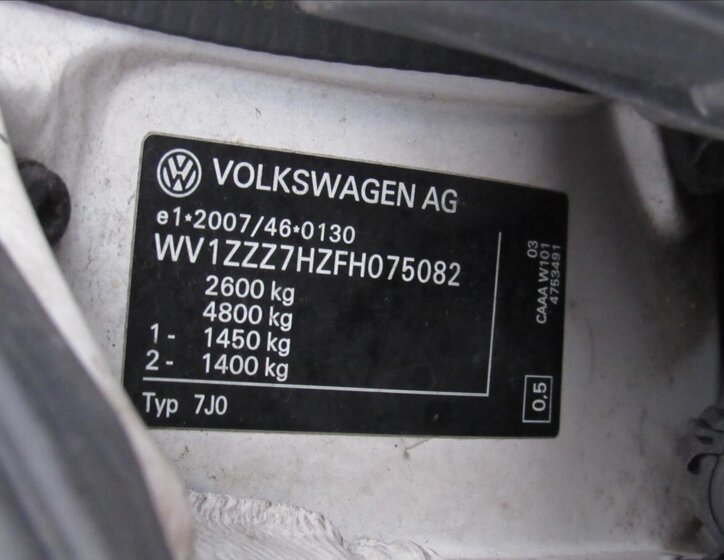 VOLKSWAGEN AG
e1*2007/46*0130
WV1ZZZ7HZFH075082
2600 kg
4800 kg
1- 1450 kg
2- 1400 kg
Typ 7J0
03
CAAA W101
4753491
0,5